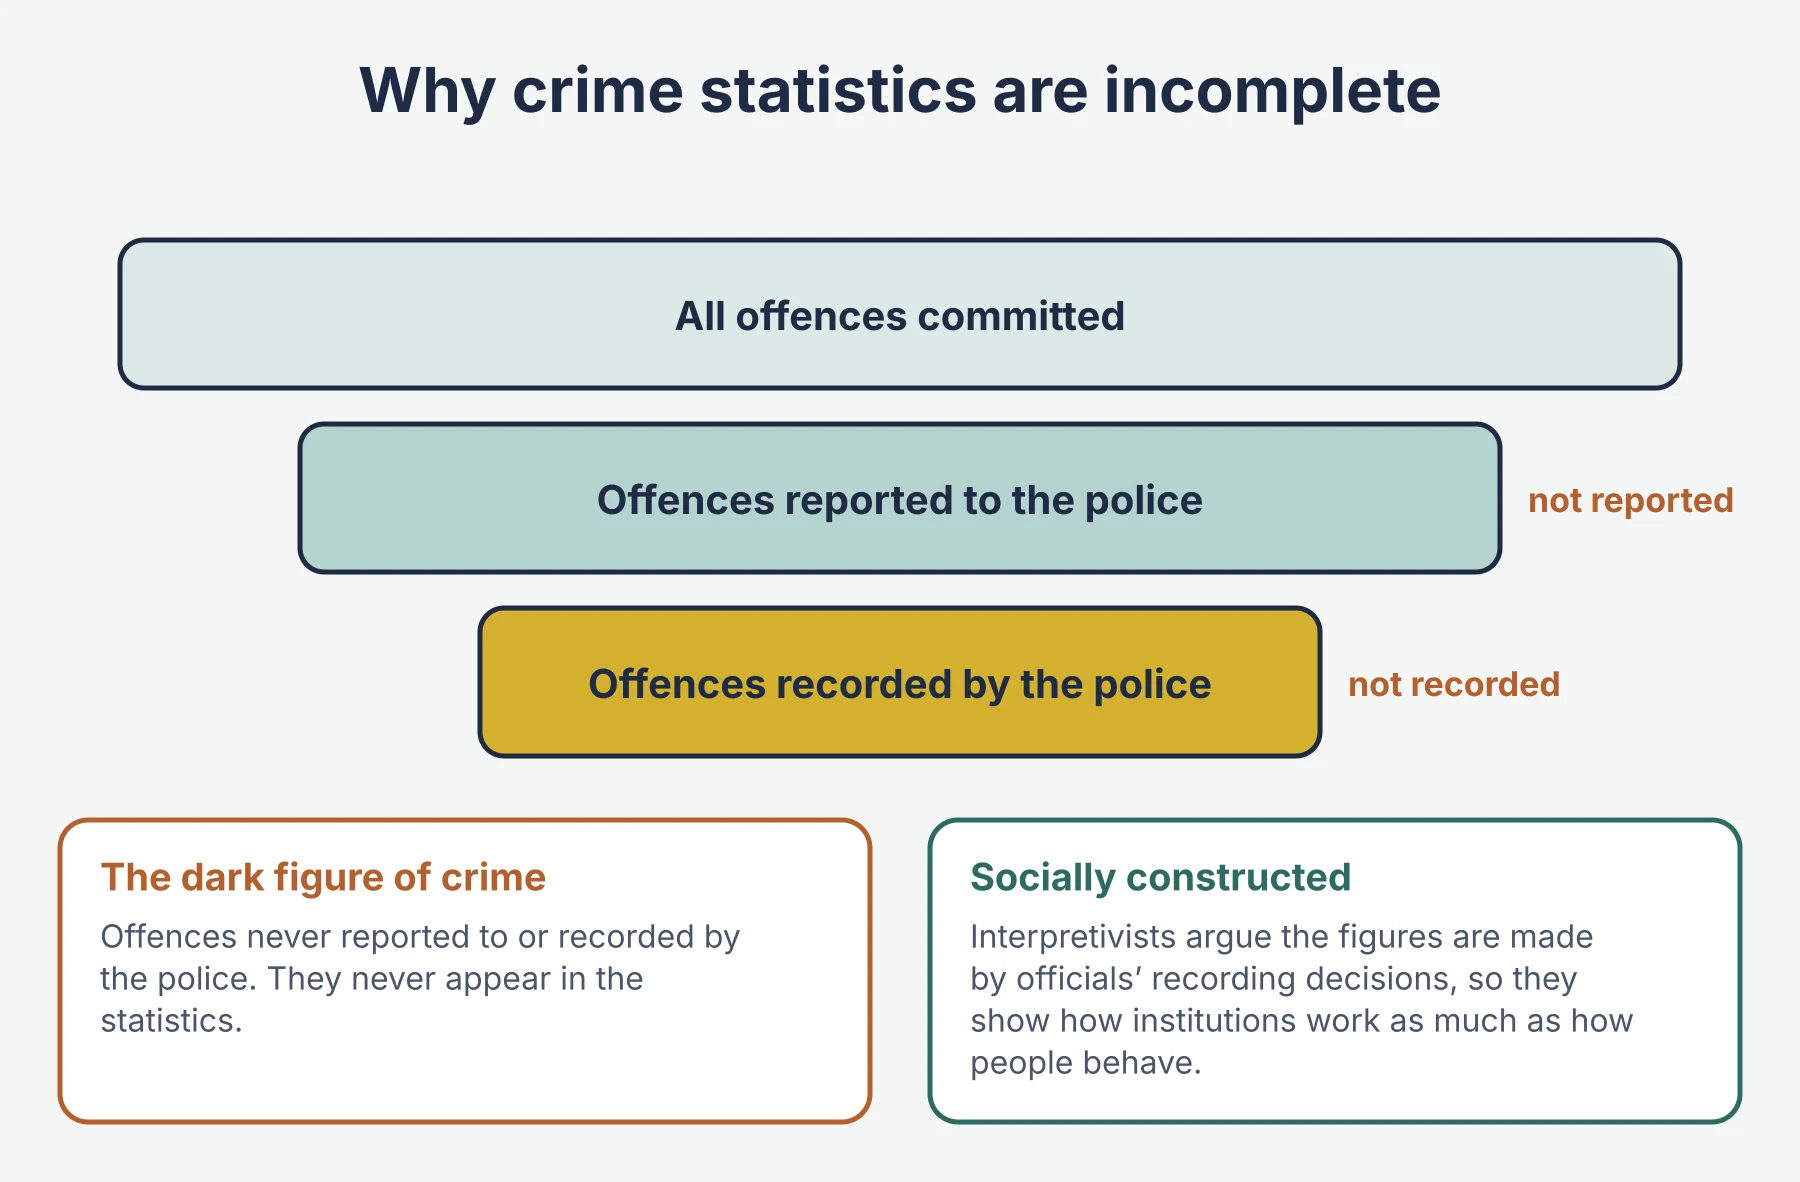 Why crime statistics are incomplete
All offences committed
Offences reported to the police
not reported
Offences recorded by the police
not recorded
The dark figure of crime
Offences never reported to or recorded by
the police. They never appear in the
statistics.
Socially constructed
Interpretivists argue the figures are made
by officials’ recording decisions, so they
show how institutions work as much as how
people behave.